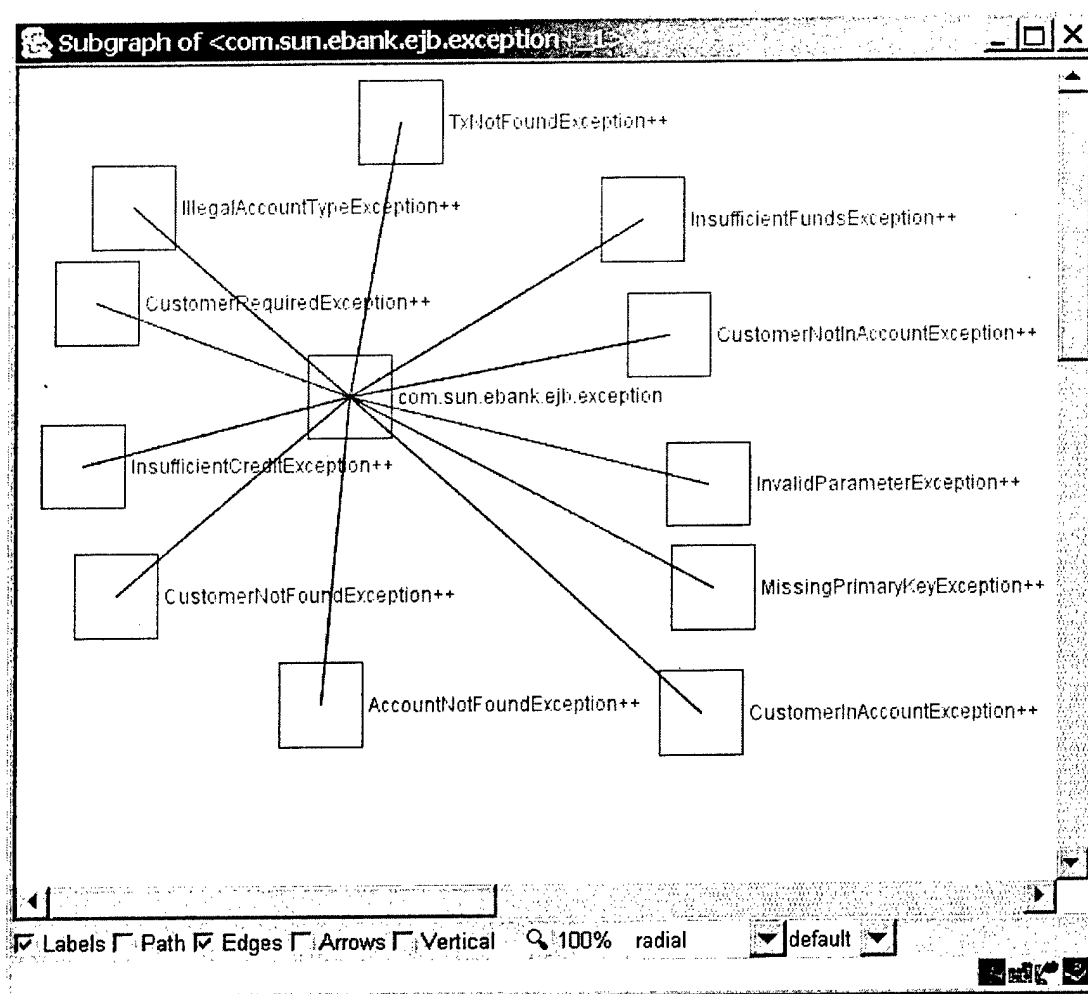 Subgraph of <com.sun.ebank.ejb.exception+_1>
TxNotFoundException++
IllegalAccountTypeException++
InsufficientFundsException++
CustomerRequiredException++
CustomerNotInAccountException++
com.sun.ebank.ejb.exception
InsufficientCreditException++
InvalidParameterException++
MissingPrimaryKeyException++
CustomerNotFoundException++
AccountNotFoundException++
CustomerInAccountException++
Labels Path Edges Arrows Vertical 100% radial default